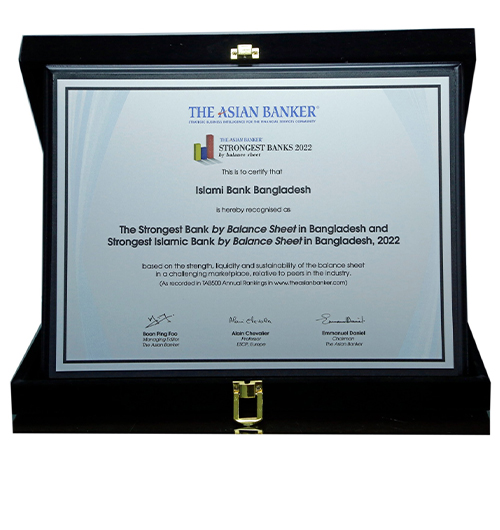 THE ASIAN BANKER®
STRATEGIC BUSINESS INTELLIGENCE FOR THE FINANCIAL SERVICES COMMUNITY
THE ASIAN BANKER
STRONGEST BANKS 2022
by balance sheet
This is to certify that
Islami Bank Bangladesh
is hereby recognised as
The Strongest Bank by Balance Sheet in Bangladesh and
Strongest Islamic Bank by Balance Sheet in Bangladesh, 2022
based on the strength, liquidity and sustainability of the balance sheet
in a challenging marketplace, relative to peers in the industry.
(As recorded in TAB500 Annual Rankings in www.theasianbanker.com)
Boon Ping Foo
Managing Editor
The Asian Banker
Alain Chevalier
Professor
ESCP, Europe
Emmanuel Daniel
Chairman
The Asian Banker